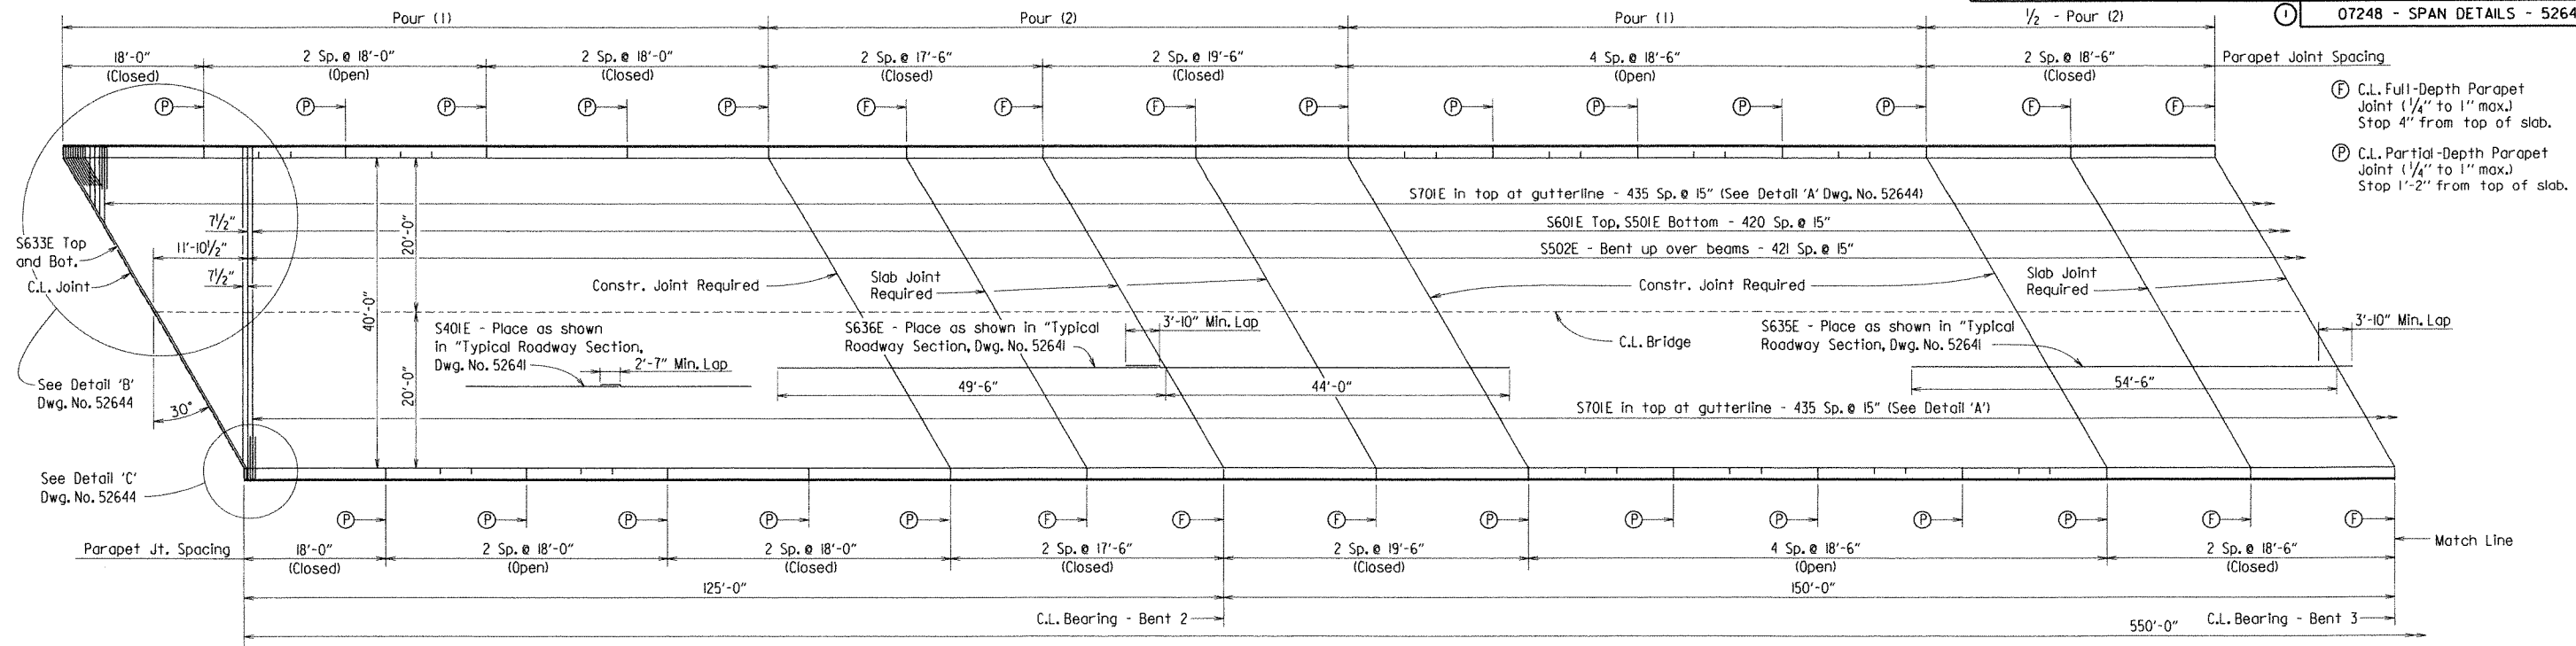 1 07248 - SPAN DETAILS - 5264
Pour (1) Pour (2) Pour (1) 1/2 - Pour (2)
18'-0" 2 Sp. @ 18'-0" 2 Sp. @ 18'-0" 2 Sp. @ 17'-6" 2 Sp. @ 19'-6" 4 Sp. @ 18'-6" 2 Sp. @ 18'-6" Parapet Joint Spacing
(Closed) (Open) (Closed) (Closed) (Closed) (Open) (Closed)
P P P P P F F F P P P P P F F
F C.L. Full-Depth Parapet
Joint (1/4" to 1" max.)
Stop 4" from top of slab.
P C.L. Partial-Depth Parapet
Joint (1/4" to 1" max.)
Stop 1'-2" from top of slab.
S701E in top at gutterline - 435 Sp. @ 15" (See Detail 'A' Dwg. No. 52644)
S601E Top, S501E Bottom - 420 Sp. @ 15"
S502E - Bent up over beams - 421 Sp. @ 15"
7 1/2"
11'-10 1/2"
7 1/2"
S633E Top
and Bot.
C.L. Joint
20'-0"
40'-0"
20'-0"
Constr. Joint Required
Slab Joint
Required
Constr. Joint Required
Slab Joint
Required
S401E - Place as shown
in "Typical Roadway Section,
Dwg. No. 52641
2'-7" Min. Lap
S636E - Place as shown in "Typical
Roadway Section, Dwg. No. 52641
3'-10" Min. Lap
C.L. Bridge
S635E - Place as shown in "Typical
Roadway Section, Dwg. No. 52641
3'-10" Min. Lap
49'-6" 44'-0" 54'-6"
See Detail 'B'
Dwg. No. 52644
30°
S701E in top at gutterline - 435 Sp. @ 15" (See Detail 'A')
See Detail 'C'
Dwg. No. 52644
P P P P P F F F P P P P P F F
Parapet Jt. Spacing 18'-0" 2 Sp. @ 18'-0" 2 Sp. @ 18'-0" 2 Sp. @ 17'-6" 2 Sp. @ 19'-6" 4 Sp. @ 18'-6" 2 Sp. @ 18'-6" Match Line
(Closed) (Open) (Closed) (Closed) (Closed) (Open) (Closed)
125'-0" 150'-0"
C.L. Bearing - Bent 2 C.L. Bearing - Bent 3
550'-0"